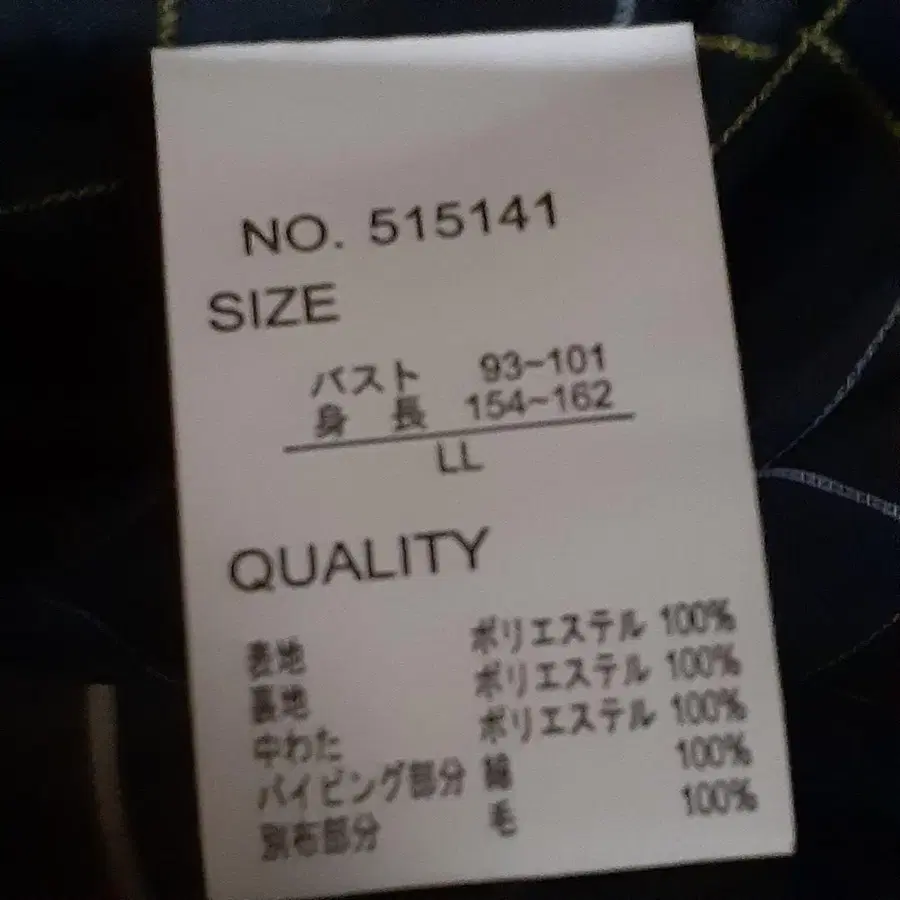 NO. 515141
SIZE
バスト 93~101
身 長 154~162
LL
QUALITY
表地 ポリエステル 100%
裏地 ポリエステル 100%
中わた ポリエステル 100%
パイピング部分 綿 100%
別布部分 毛 100%